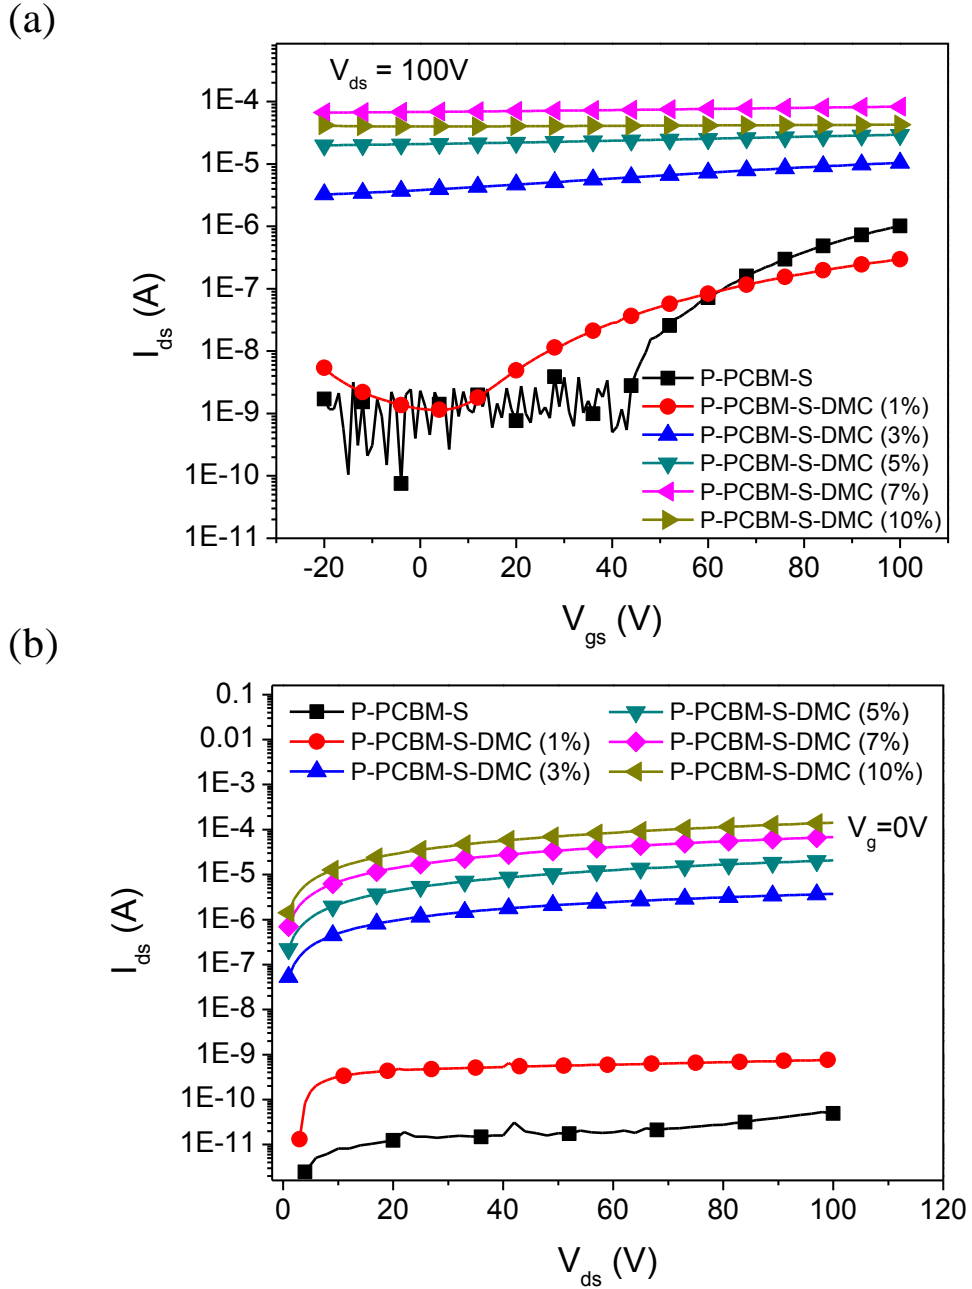 (a)
V_ds = 100V
1E-4
1E-5
1E-6
1E-7
1E-8
1E-9
1E-10
1E-11
I_ds (A)
P-PCBM-S
P-PCBM-S-DMC (1%)
P-PCBM-S-DMC (3%)
P-PCBM-S-DMC (5%)
P-PCBM-S-DMC (7%)
P-PCBM-S-DMC (10%)
-20 0 20 40 60 80 100
V_gs (V)
(b)
0.1
0.01
1E-3
1E-4
1E-5
1E-6
1E-7
1E-8
1E-9
1E-10
1E-11
I_ds (A)
P-PCBM-S P-PCBM-S-DMC (5%)
P-PCBM-S-DMC (1%) P-PCBM-S-DMC (7%)
P-PCBM-S-DMC (3%) P-PCBM-S-DMC (10%)
V_g=0V
0 20 40 60 80 100 120
V_ds (V)